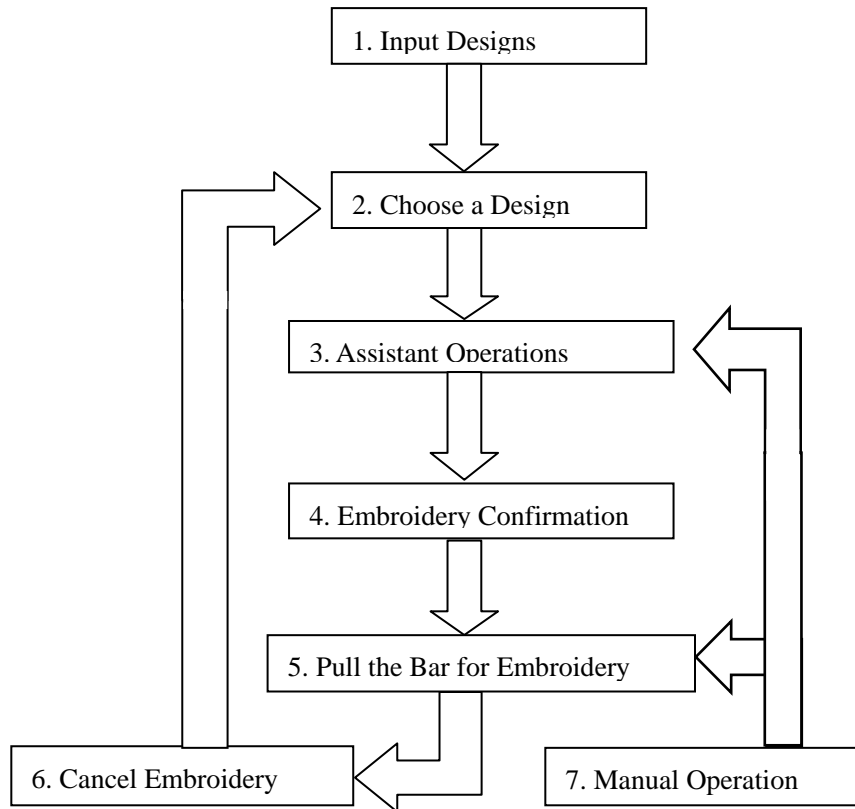 1. Input Designs
2. Choose a Design
3. Assistant Operations
4. Embroidery Confirmation
5. Pull the Bar for Embroidery
6. Cancel Embroidery
7. Manual Operation